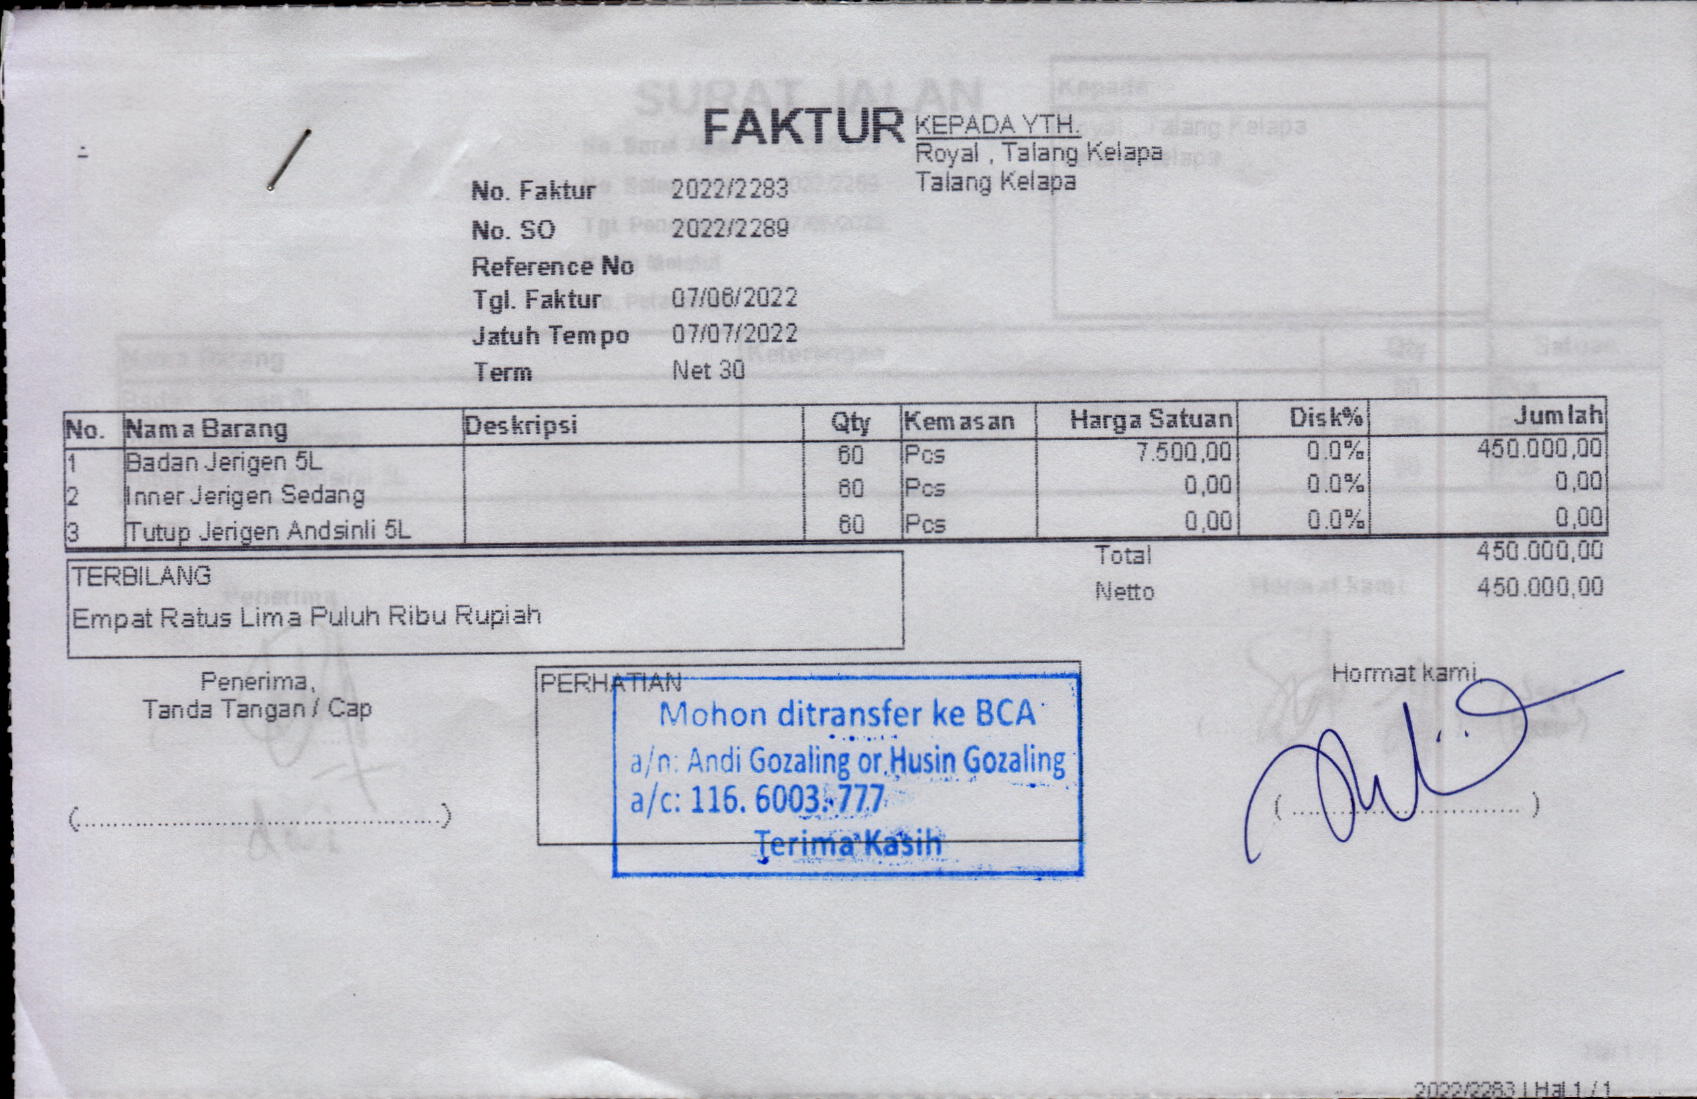 FAKTUR
KEPADA YTH.
Royal , Talang Kelapa
Talang Kelapa
No. Faktur 2022/2283
No. SO 2022/2289
Reference No
Tgl. Faktur 07/06/2022
Jatuh Tempo 07/07/2022
Term Net 30
No. Nama Barang Deskripsi Qty Kemasan Harga Satuan Disk% Jumlah
1 Badan Jerigen 5L 60 Pcs 7.500,00 0.0% 450.000,00
2 Inner Jerigen Sedang 60 Pcs 0,00 0.0% 0,00
3 Tutup Jerigen Andsinli 5L 60 Pcs 0,00 0.0% 0,00
Total 450.000,00
Netto 450.000,00
TERBILANG
Empat Ratus Lima Puluh Ribu Rupiah
Penerima,
Tanda Tangan / Cap
PERHATIAN
Mohon ditransfer ke BCA
a/n: Andi Gozaling or Husin Gozaling
a/c: 116. 6003. 777
Terima Kasih
Hormat kami,
2022/2283 | Hal 1 / 1